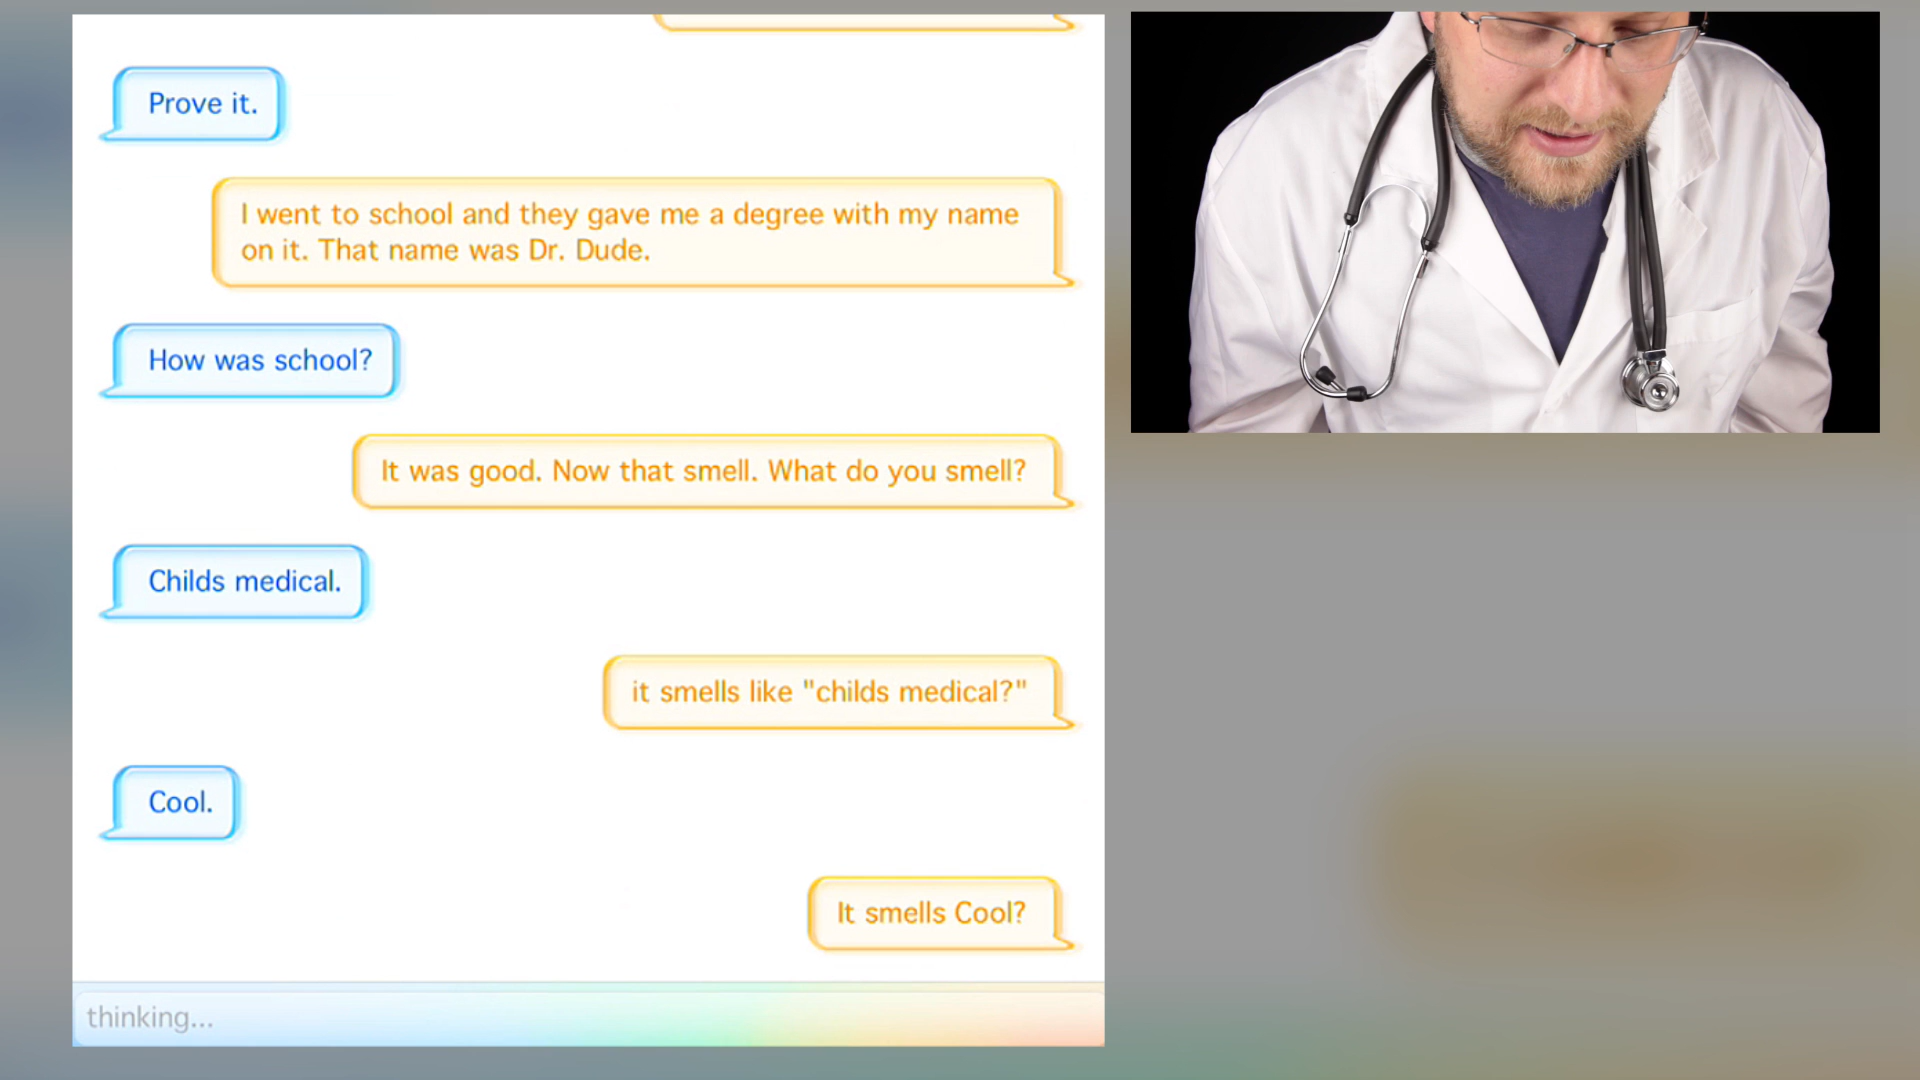 Prove it.
I went to school and they gave me a degree with my name
on it. That name was Dr. Dude.
How was school?
It was good. Now that smell. What do you smell?
Childs medical.
it smells like "childs medical?"
Cool.
It smells Cool?
thinking...